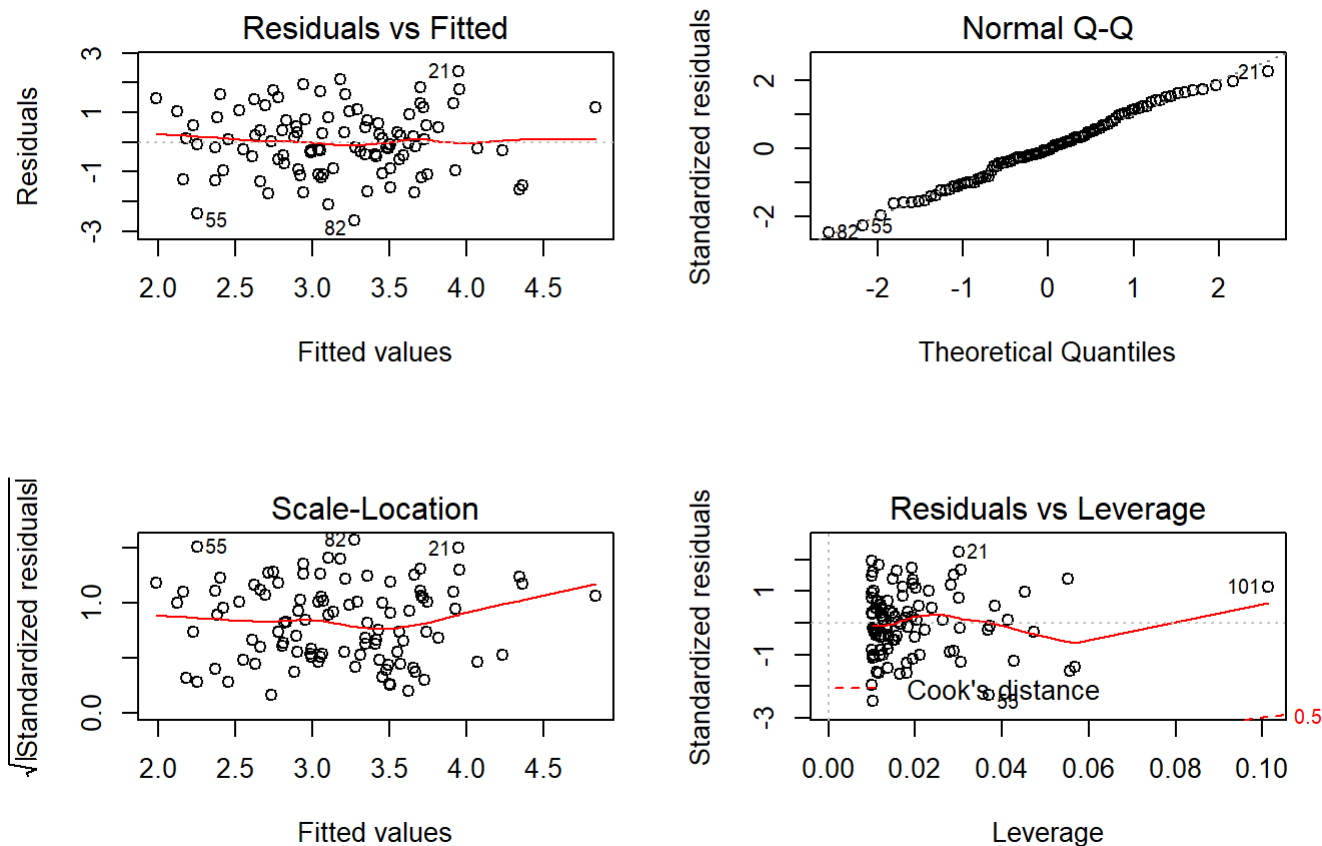 Residuals vs Fitted
Residuals
3
1
-1
-3
21
55
82
2.0 2.5 3.0 3.5 4.0 4.5
Fitted values
Normal Q-Q
Standardized residuals
2
0
-2
21
82
55
-2 -1 0 1 2
Theoretical Quantiles
Scale-Location
√|Standardized residuals|
1.0
0.0
55
82
21
2.0 2.5 3.0 3.5 4.0 4.5
Fitted values
Residuals vs Leverage
Standardized residuals
1
-1
-3
21
101
Cook's distance
55
0.5
0.00 0.02 0.04 0.06 0.08 0.10
Leverage